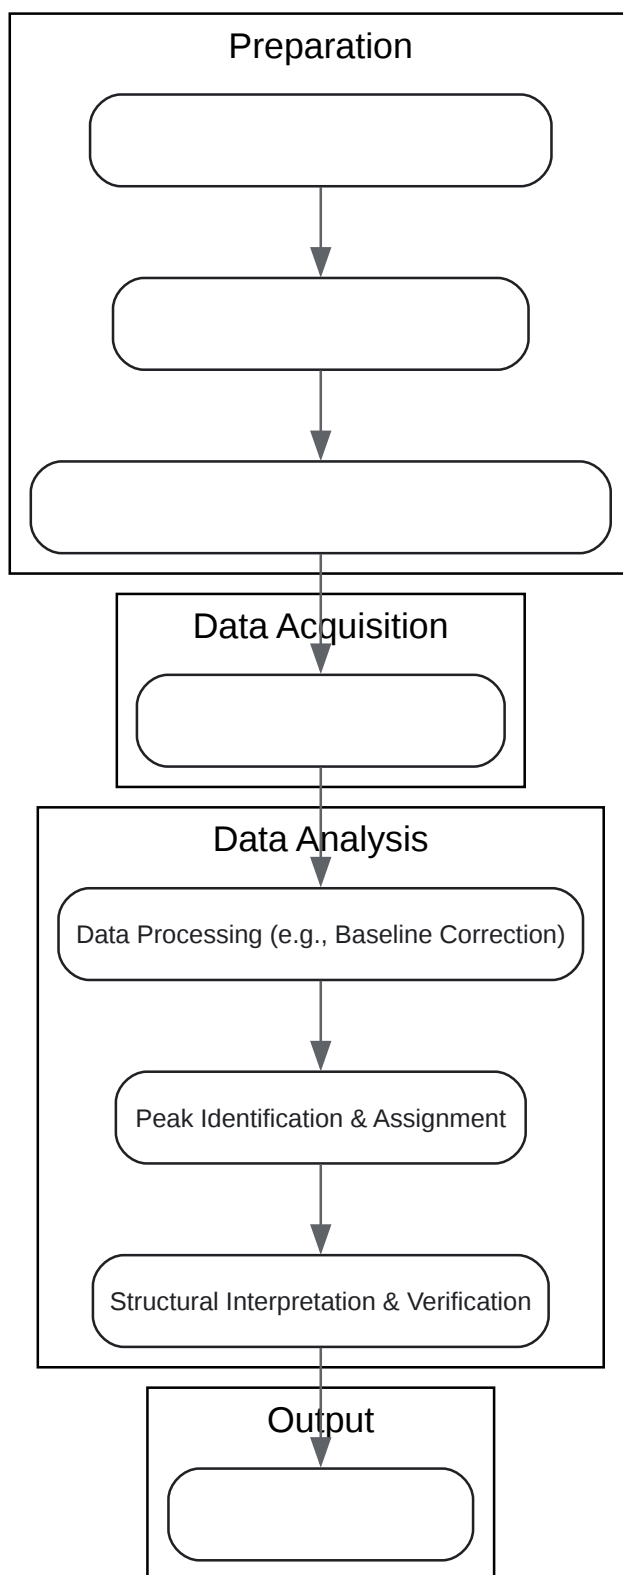 Preparation
Data Acquisition
Data Analysis
Data Processing (e.g., Baseline Correction)
Peak Identification & Assignment
Structural Interpretation & Verification
Output